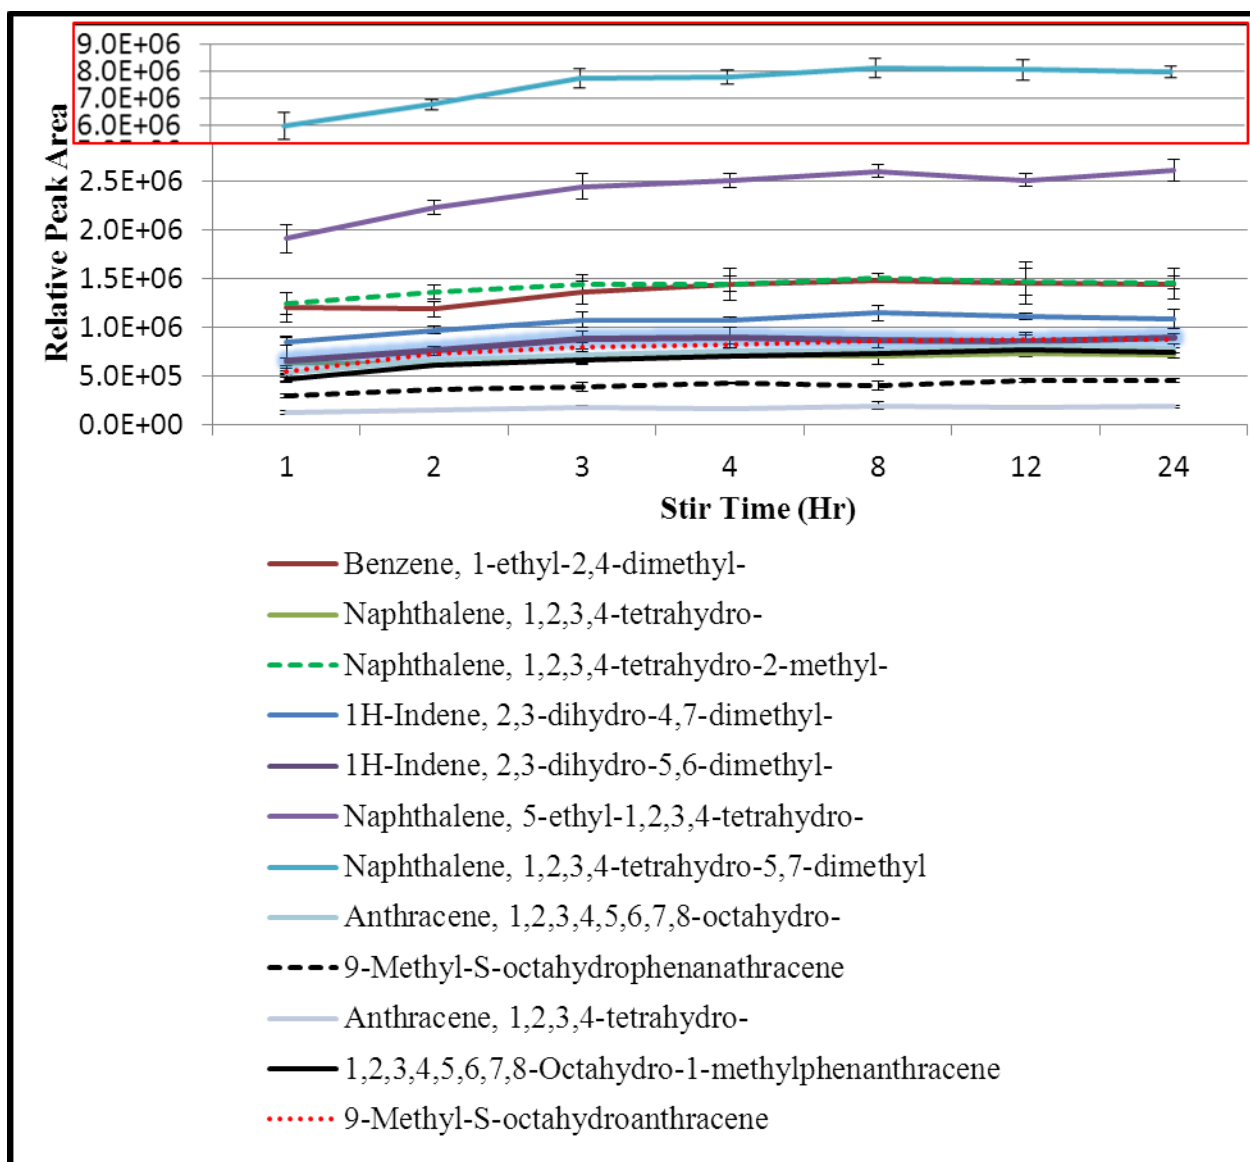 9.0E+06
8.0E+06
7.0E+06
6.0E+06
2.5E+06
2.0E+06
1.5E+06
1.0E+06
5.0E+05
0.0E+00
Relative Peak Area
1 2 3 4 8 12 24
Stir Time (Hr)
Benzene, 1-ethyl-2,4-dimethyl-
Naphthalene, 1,2,3,4-tetrahydro-
Naphthalene, 1,2,3,4-tetrahydro-2-methyl-
1H-Indene, 2,3-dihydro-4,7-dimethyl-
1H-Indene, 2,3-dihydro-5,6-dimethyl-
Naphthalene, 5-ethyl-1,2,3,4-tetrahydro-
Naphthalene, 1,2,3,4-tetrahydro-5,7-dimethyl
Anthracene, 1,2,3,4,5,6,7,8-octahydro-
9-Methyl-S-octahydrophenanathracene
Anthracene, 1,2,3,4-tetrahydro-
1,2,3,4,5,6,7,8-Octahydro-1-methylphenanthracene
9-Methyl-S-octahydroanthracene